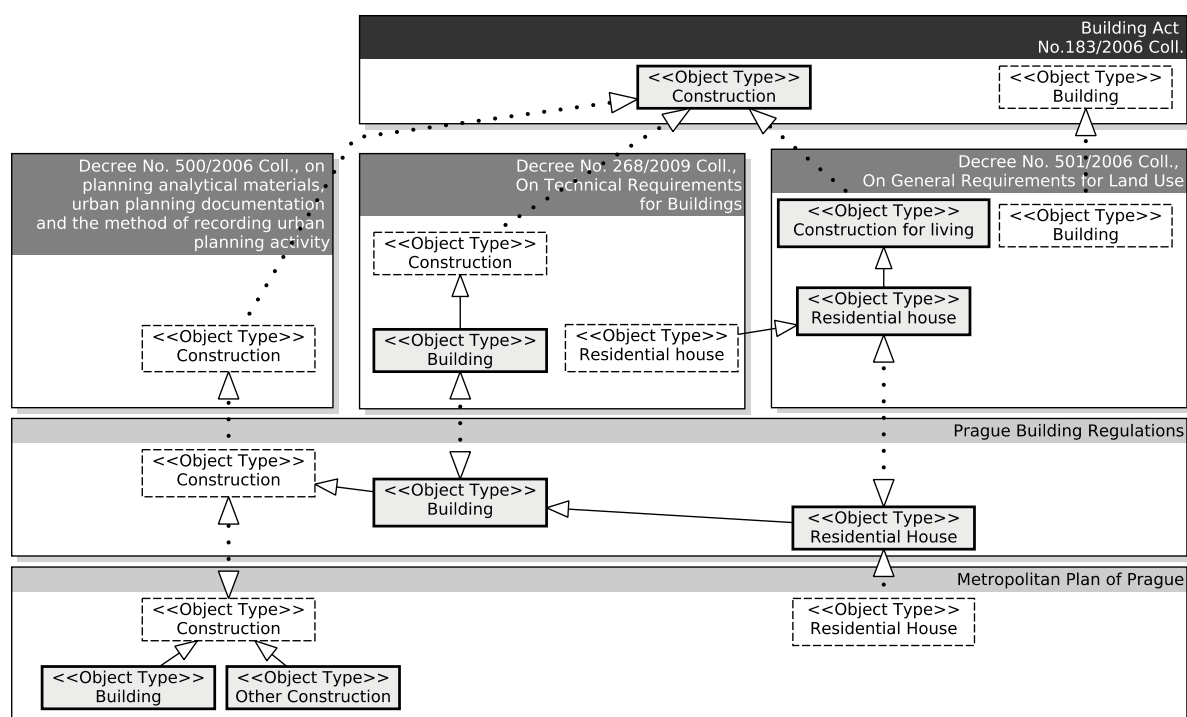 Building Act
No.183/2006 Coll.
<<Object Type>>
Construction
<<Object Type>>
Building
Decree No. 500/2006 Coll., on
planning analytical materials,
urban planning documentation
and the method of recording urban
planning activity
<<Object Type>>
Construction
Decree No. 268/2009 Coll.,
On Technical Requirements
for Buildings
<<Object Type>>
Construction
<<Object Type>>
Building
<<Object Type>>
Residential house
Decree No. 501/2006 Coll.,
On General Requirements for Land Use
<<Object Type>>
Construction for living
<<Object Type>>
Building
<<Object Type>>
Residential house
Prague Building Regulations
<<Object Type>>
Construction
<<Object Type>>
Building
<<Object Type>>
Residential House
Metropolitan Plan of Prague
<<Object Type>>
Construction
<<Object Type>>
Residential House
<<Object Type>>
Building
<<Object Type>>
Other Construction